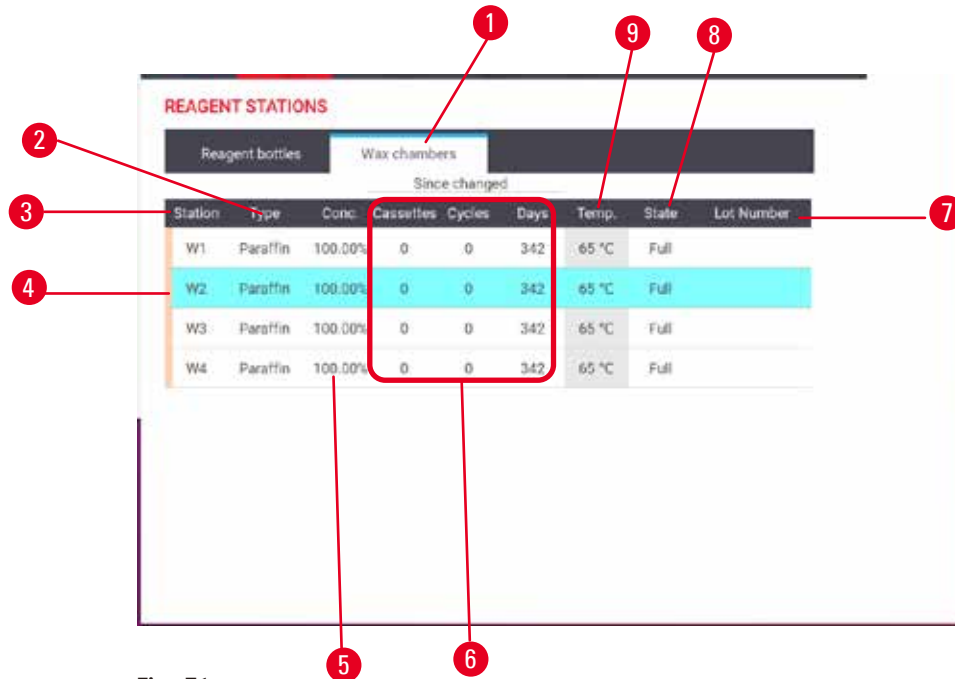 1
9
8
REAGENT STATIONS
2
Reagent bottles Wax chambers
Since changed
3
Station Type Conc. Cassettes Cycles Days Temp. State Lot Number
7
W1 Paraffin 100.00% 0 0 342 65 °C Full
4
W2 Paraffin 100.00% 0 0 342 65 °C Full
W3 Paraffin 100.00% 0 0 342 65 °C Full
W4 Paraffin 100.00% 0 0 342 65 °C Full
5
6